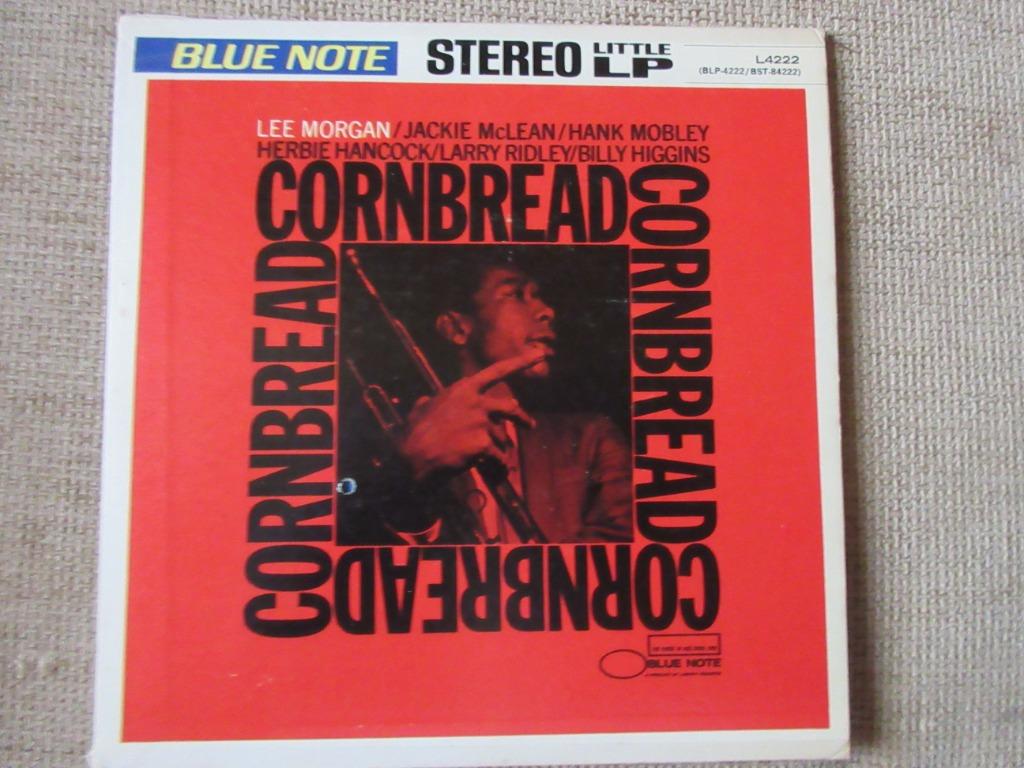 BLUE NOTE STEREO LITTLE LP L4222
(BLP-4222/BST-84222)
LEE MORGAN/JACKIE McLEAN/HANK MOBLEY
HERBIE HANCOCK/LARRY RIDLEY/BILLY HIGGINS
CORNBREAD
CORNBREAD
CORNBREAD
CORNBREAD
BLUE NOTE